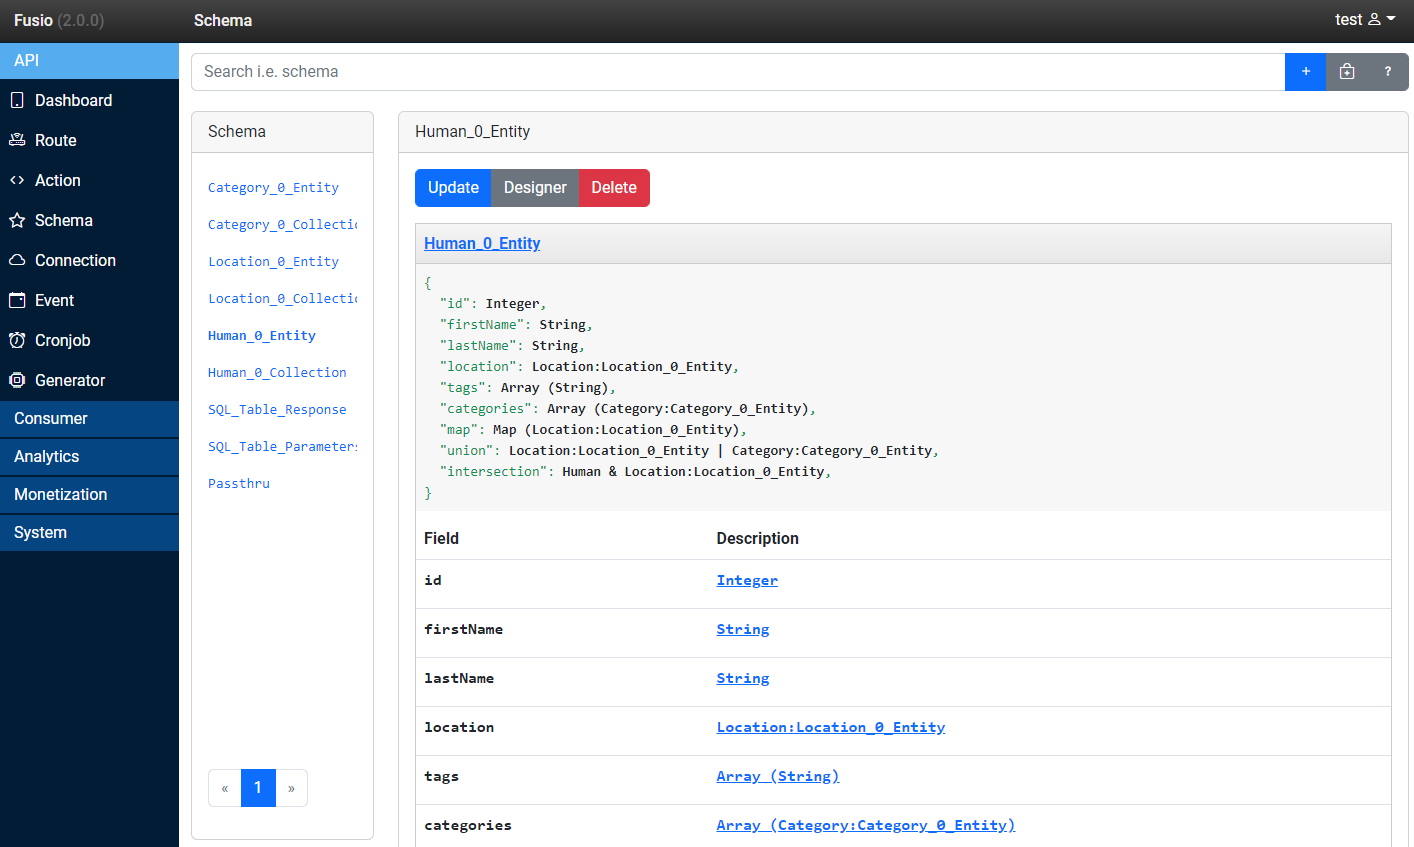 Fusio (2.0.0)
Schema
test
API
Dashboard
Route
Action
Schema
Connection
Event
Cronjob
Generator
Consumer
Analytics
Monetization
System
Search i.e. schema
+
?
Schema
Category_0_Entity
Category_0_Collectio
Location_0_Entity
Location_0_Collectio
Human_0_Entity
Human_0_Collection
SQL_Table_Response
SQL_Table_Parameters
Passthru
« 1 »
Human_0_Entity
Update Designer Delete
Human_0_Entity
{
"id": Integer,
"firstName": String,
"lastName": String,
"location": Location:Location_0_Entity,
"tags": Array (String),
"categories": Array (Category:Category_0_Entity),
"map": Map (Location:Location_0_Entity),
"union": Location:Location_0_Entity | Category:Category_0_Entity,
"intersection": Human & Location:Location_0_Entity,
}
Field Description
id Integer
firstName String
lastName String
location Location:Location_0_Entity
tags Array (String)
categories Array (Category:Category_0_Entity)